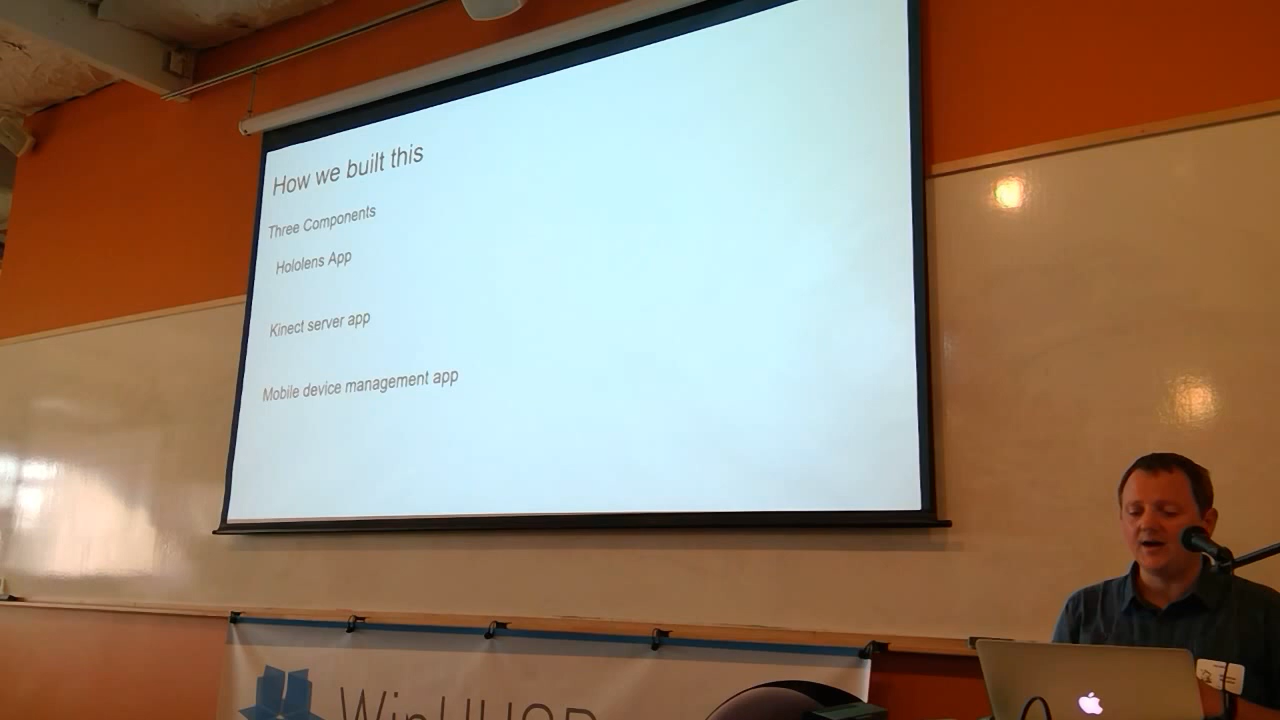 How we built this
Three Components
Hololens App
Kinect server app
Mobile device management app